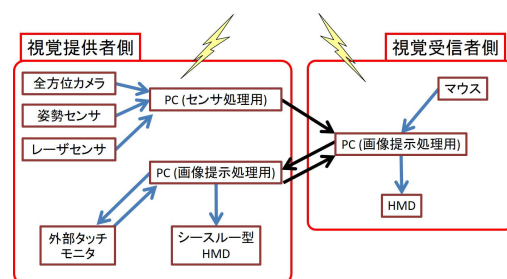 視覚提供者側
視覚受信者側
全方位カメラ
姿勢センサ
レーザセンサ
PC (センサ処理用)
マウス
PC (画像提示処理用)
PC (画像提示処理用)
外部タッチ
モニタ
シースルー型
HMD
HMD